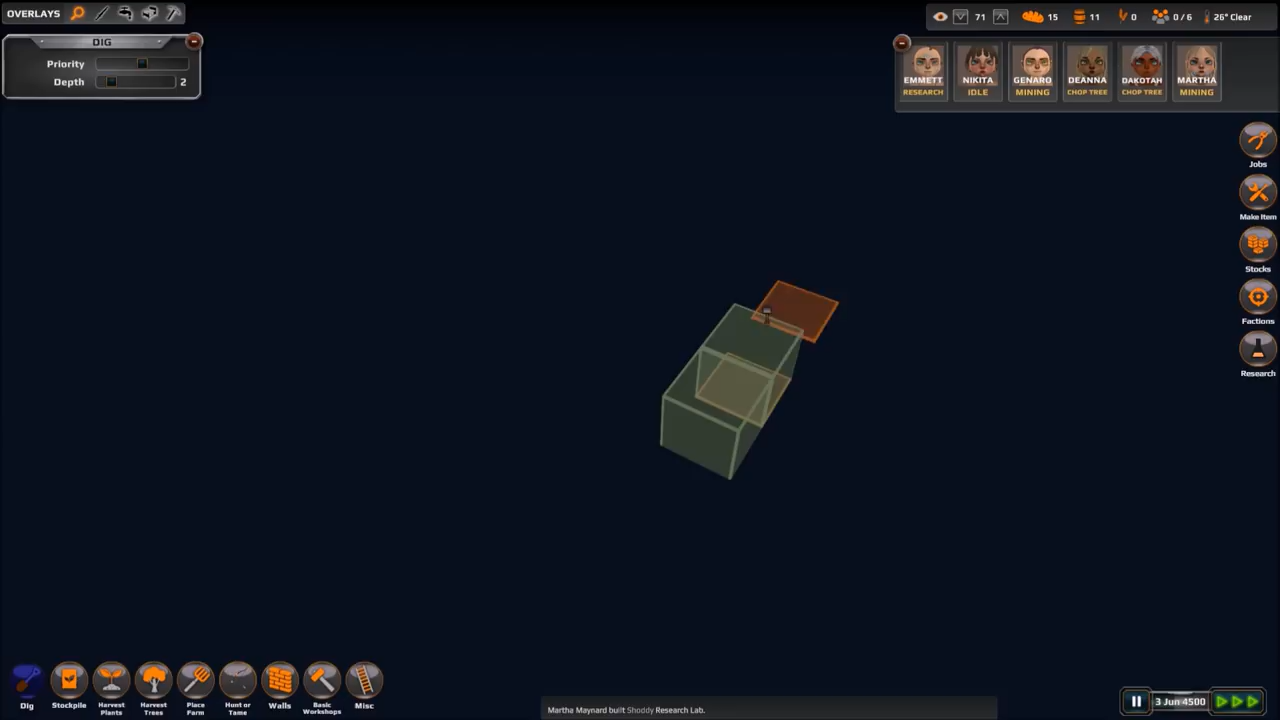 OVERLAYS
71 15 11 0 0 / 6 26° Clear
DIG
Priority
Depth 2
EMMETT NIKITA GENARO DEANNA DAKOTAH MARTHA
RESEARCH IDLE MINING CHOP TREE CHOP TREE MINING
Jobs
Make Item
Stocks
Factions
Research
Dig
Stockpile
Harvest Plants
Harvest Trees
Place Farm
Hunt or Tame
Walls
Basic Workshops
Misc
Martha Maynard built Shoddy Research Lab.
3 Jun 4500